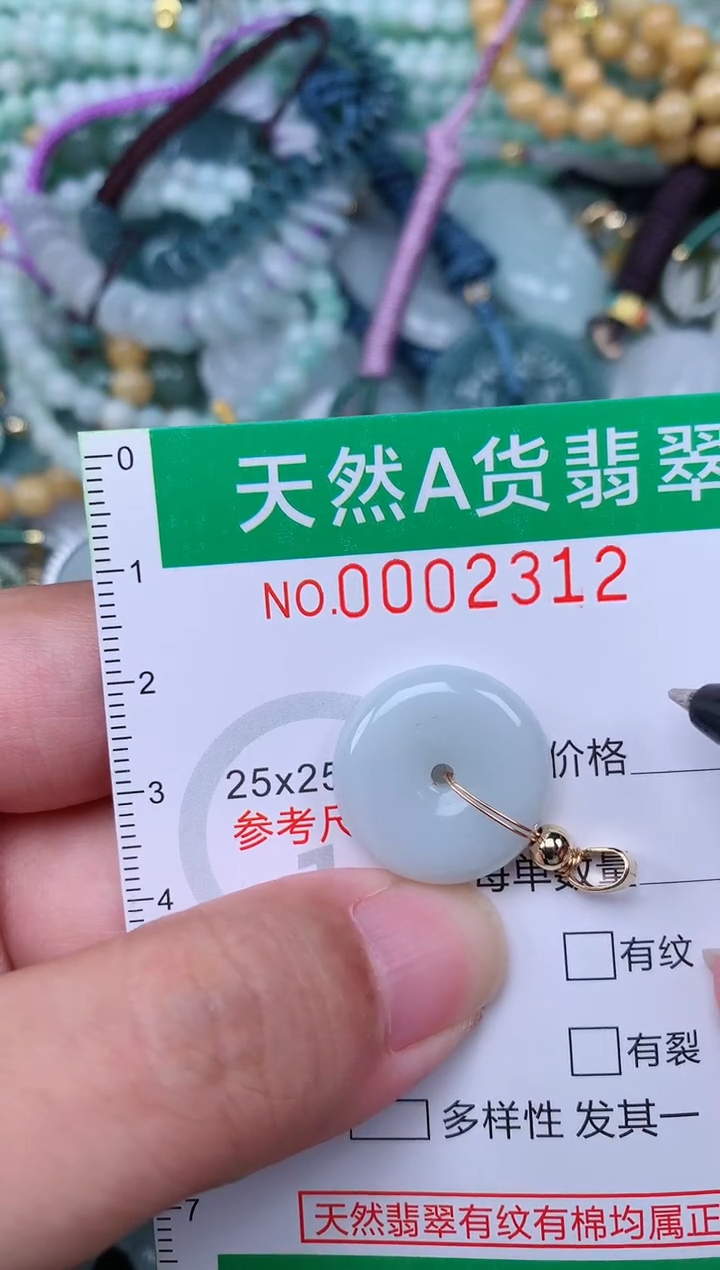 天然A货翡翠
NO.0002312
0
1
2
3
4
7
25x25
参考尺
1
价格
每单数量
有纹
有裂
多样性 发其一
天然翡翠有纹有棉均属正